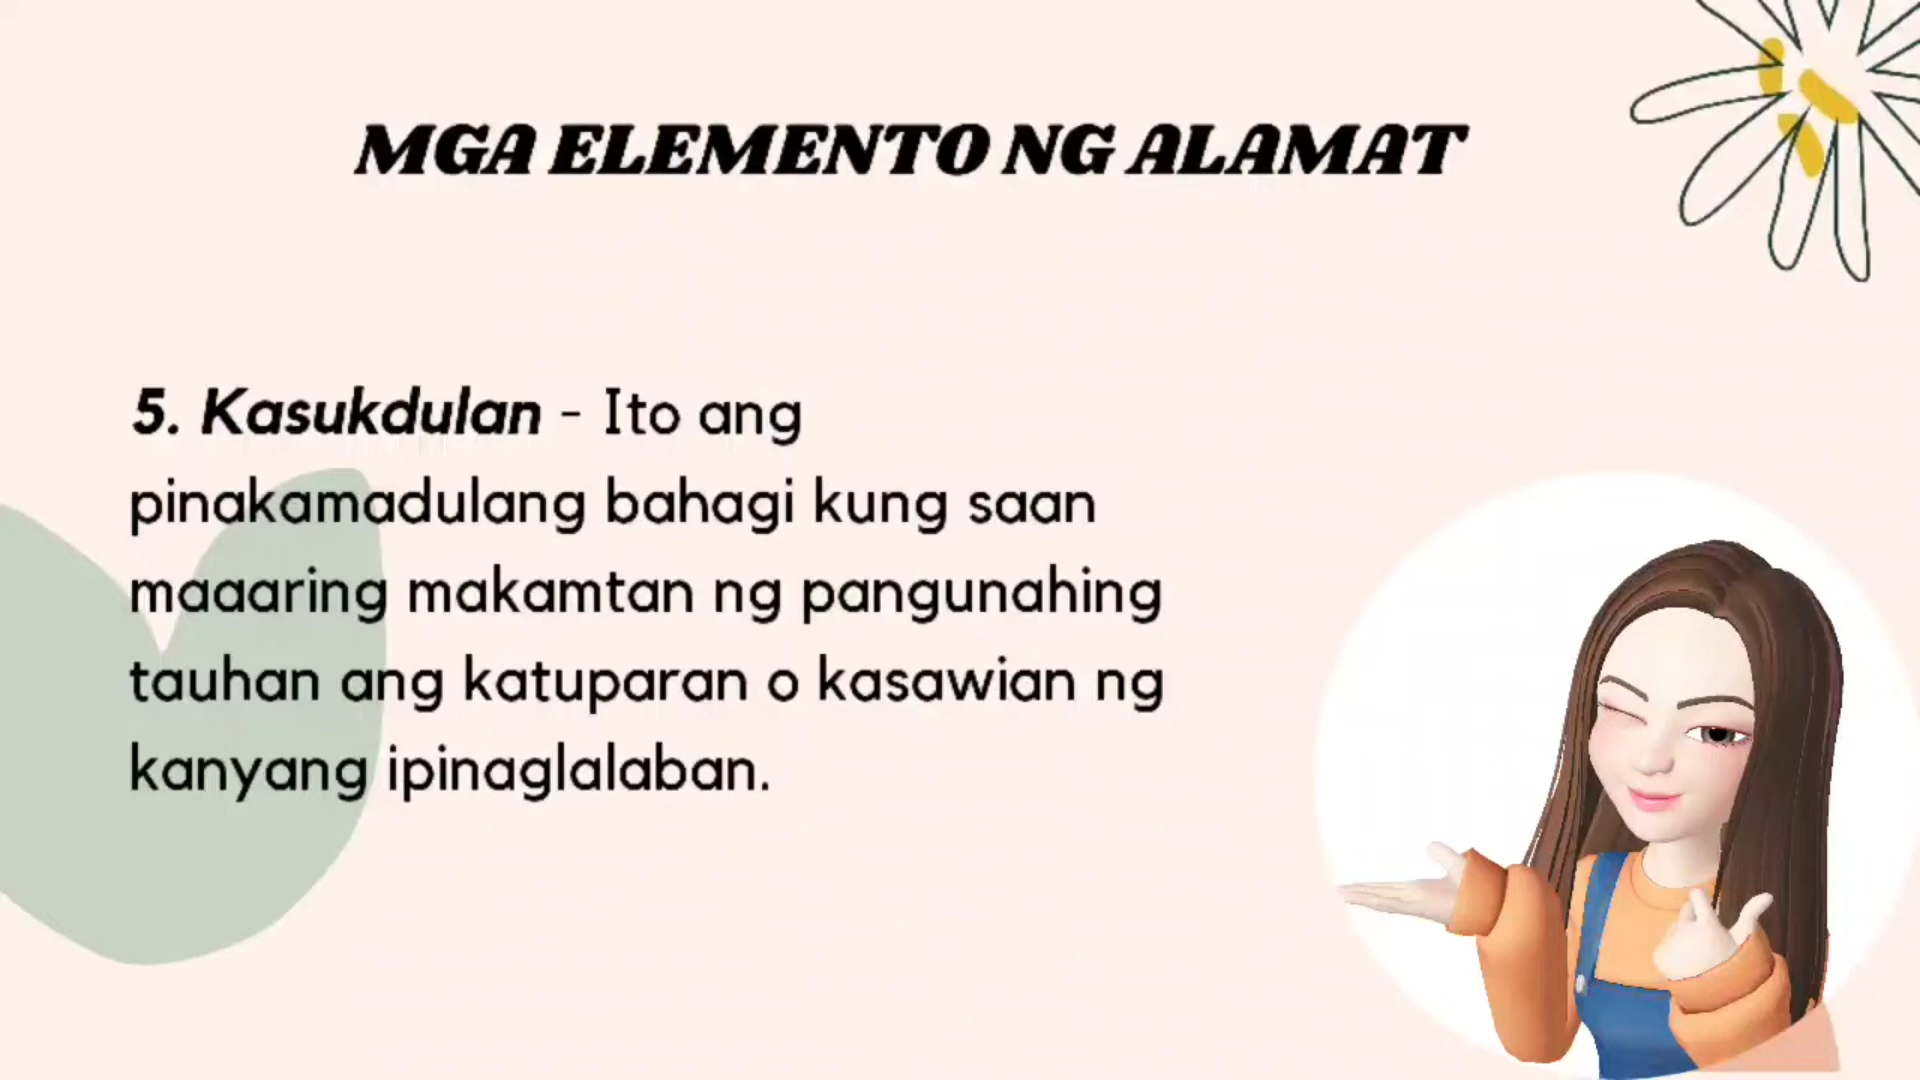 MGA ELEMENTO NG ALAMAT
5. Kasukdulan - Ito ang
pinakamadulang bahagi kung saan
maaaring makamtan ng pangunahing
tauhan ang katuparan o kasawian ng
kanyang ipinaglalaban.